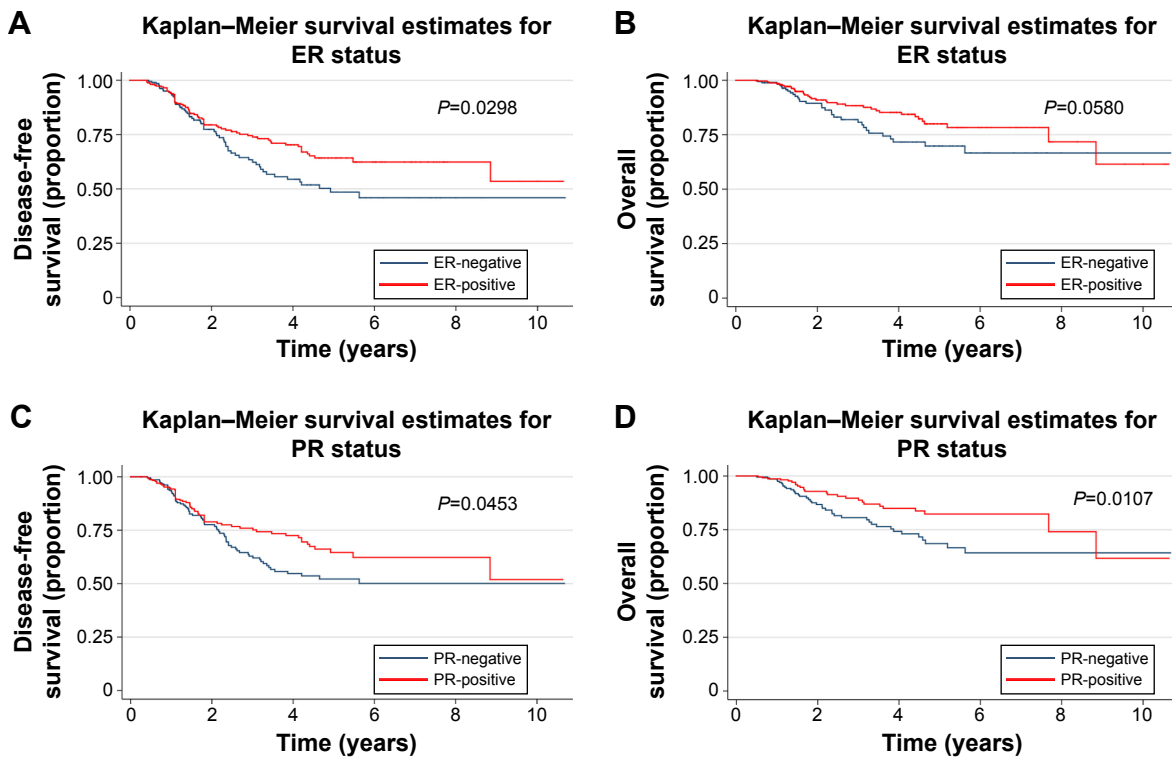 A
Kaplan–Meier survival estimates for
ER status
Disease-free
survival (proportion)
1.00
0.75
0.50
0.25
0
P=0.0298
ER-negative
ER-positive
0 2 4 6 8 10
Time (years)
B
Kaplan–Meier survival estimates for
ER status
Overall
survival (proportion)
1.00
0.75
0.50
0.25
0
P=0.0580
ER-negative
ER-positive
0 2 4 6 8 10
Time (years)
C
Kaplan–Meier survival estimates for
PR status
Disease-free
survival (proportion)
1.00
0.75
0.50
0.25
0
P=0.0453
PR-negative
PR-positive
0 2 4 6 8 10
Time (years)
D
Kaplan–Meier survival estimates for
PR status
Overall
survival (proportion)
1.00
0.75
0.50
0.25
0
P=0.0107
PR-negative
PR-positive
0 2 4 6 8 10
Time (years)